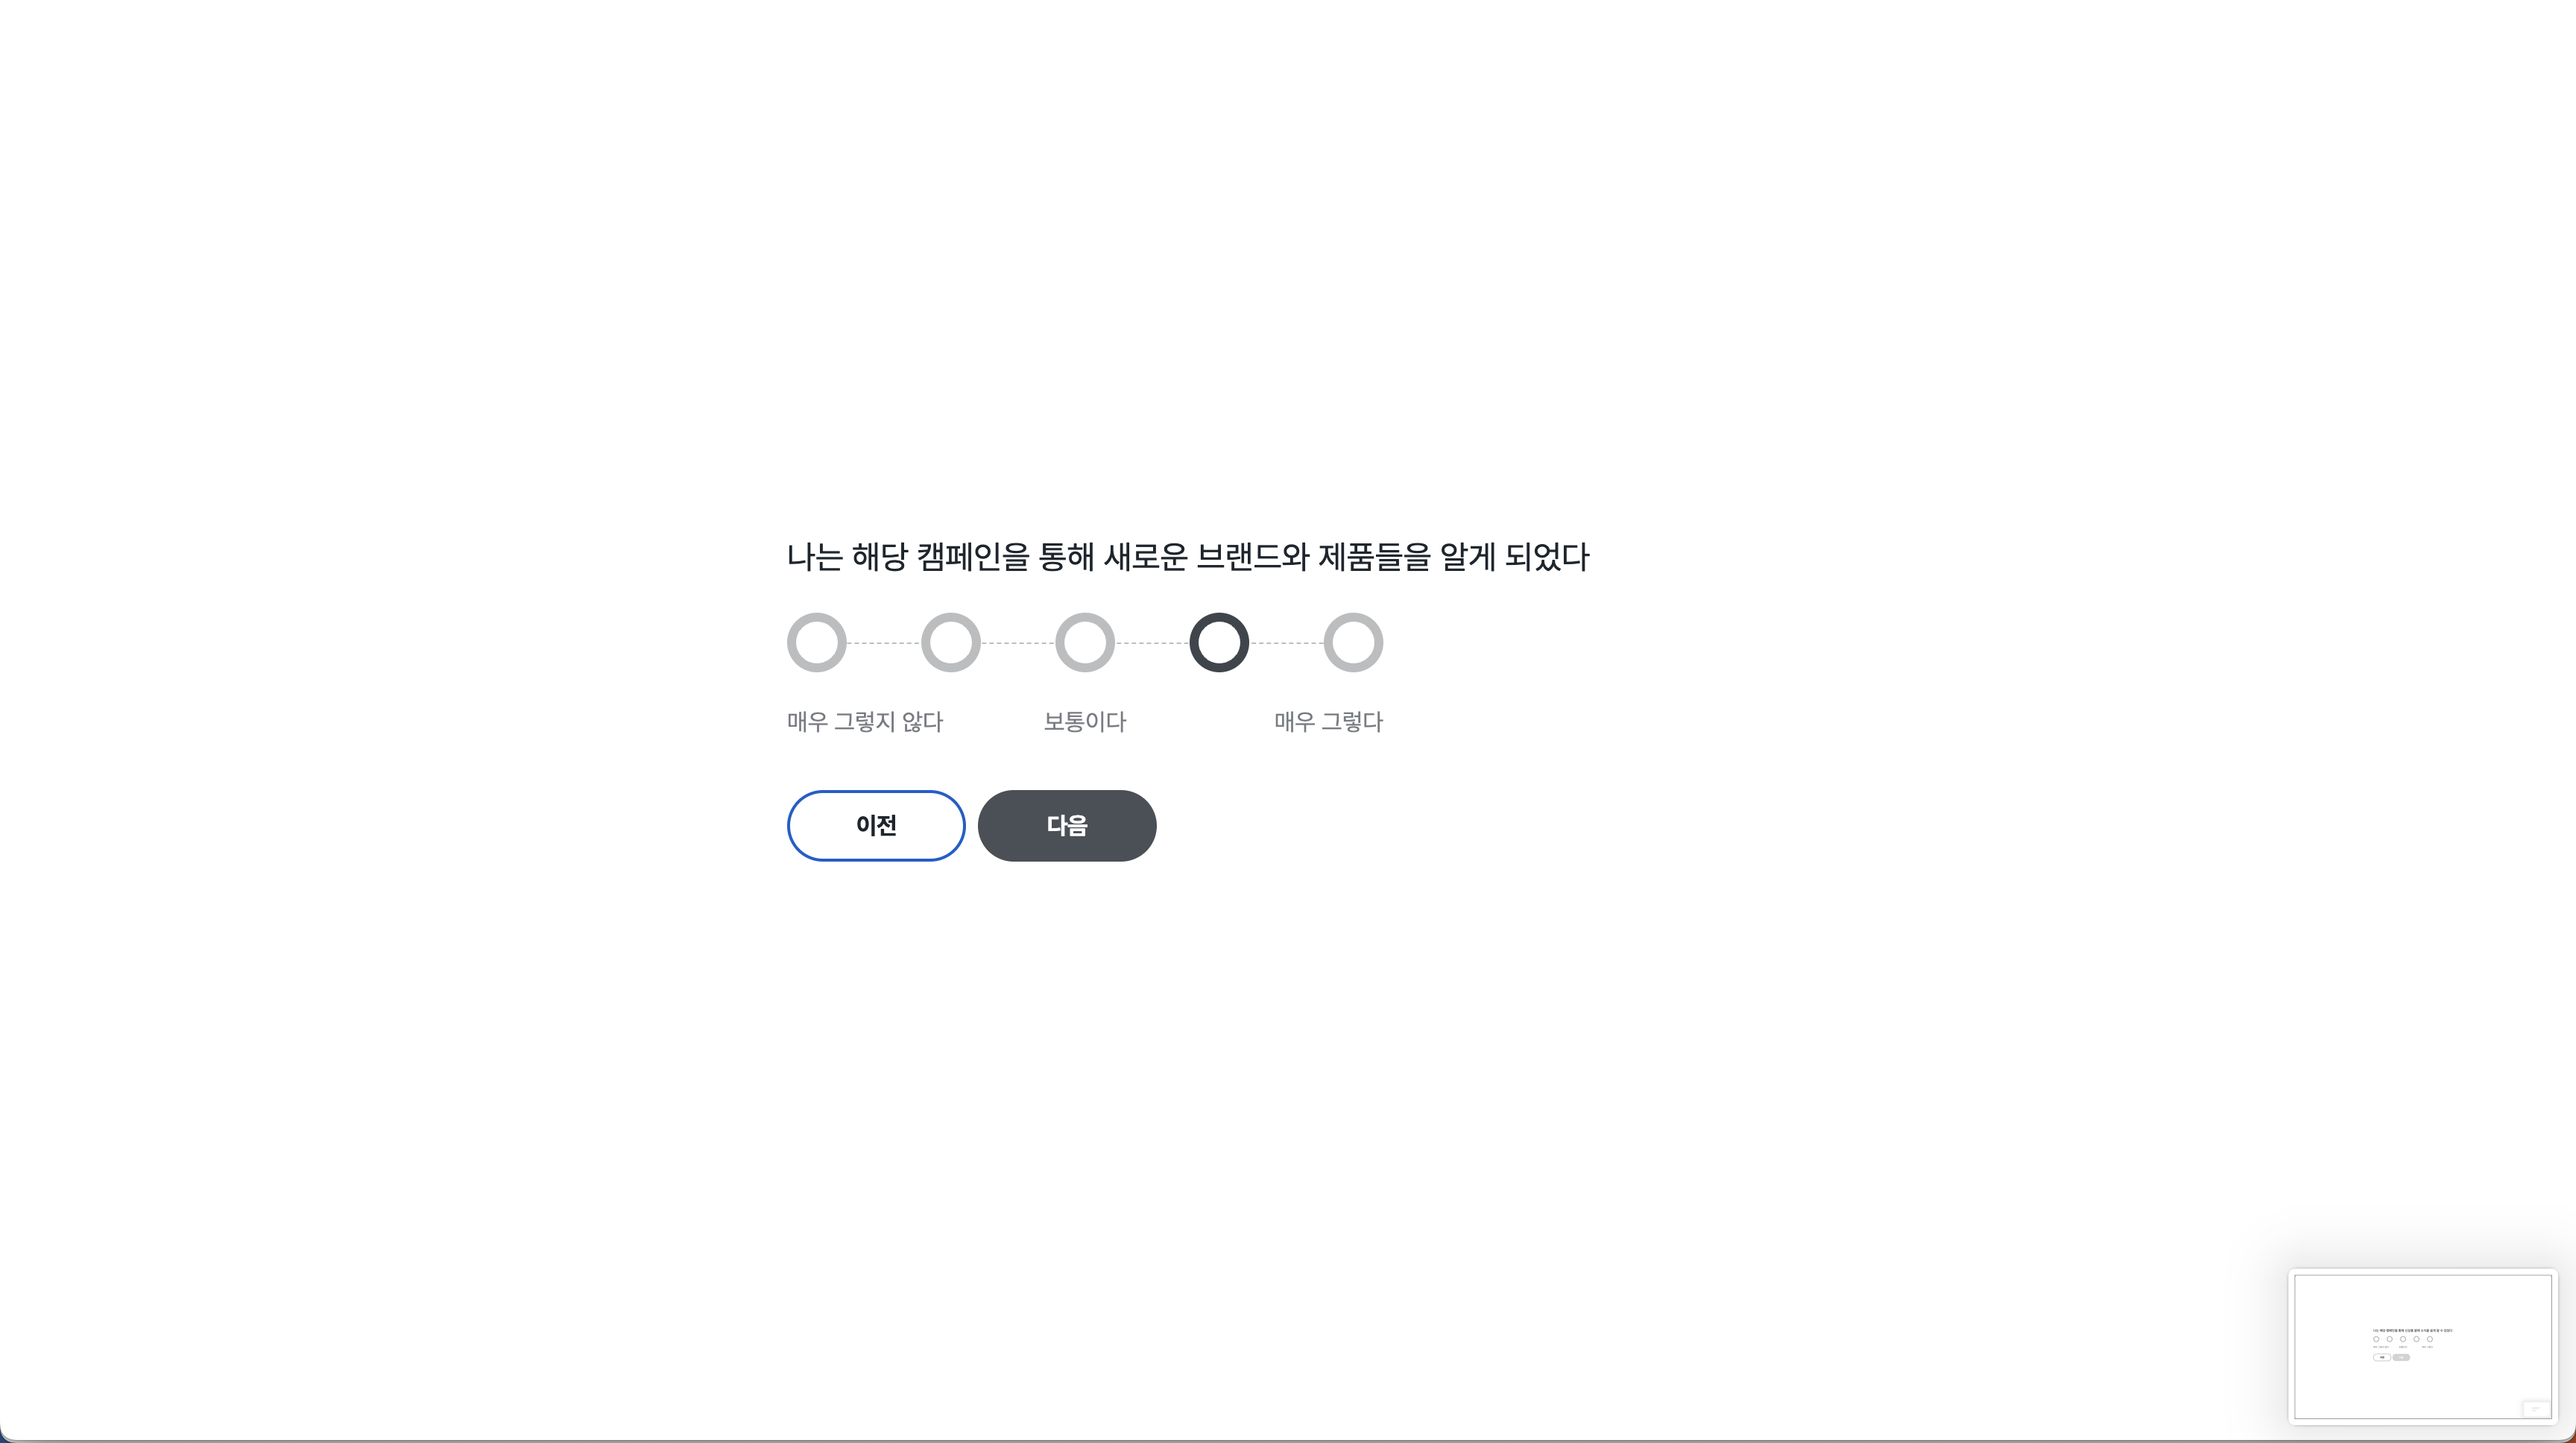 나는 해당 캠페인을 통해 새로운 브랜드와 제품들을 알게 되었다
매우 그렇지 않다 보통이다 매우 그렇다
이전 다음